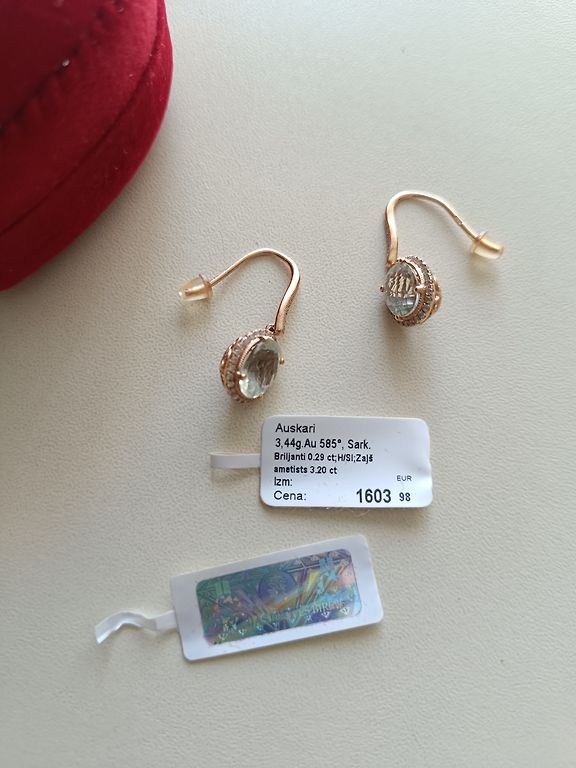 Auskari
3,44g.Au 585°, Sark.
Briljanti 0.29 ct;H/SI;Zaļš
ametists 3.20 ct
EUR
Izm:
Cena: 1603 98